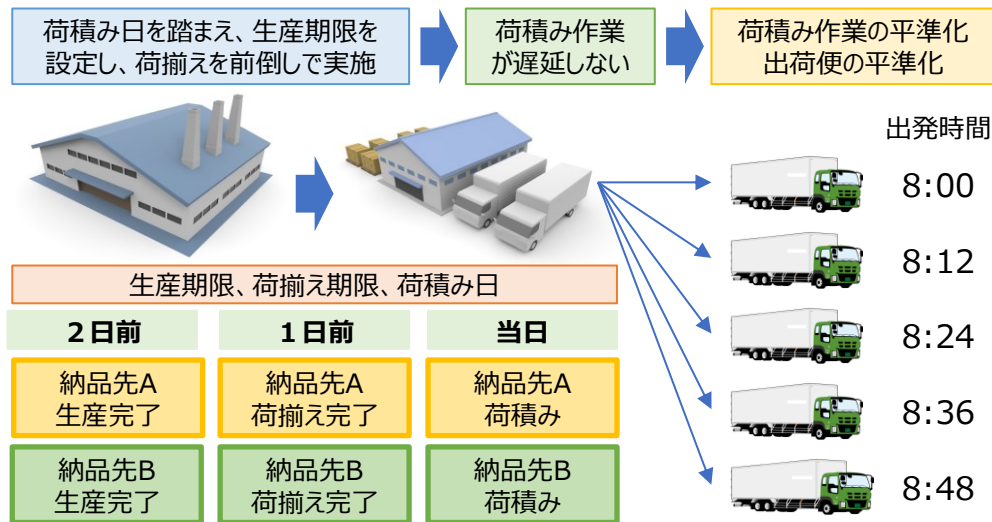 荷積み日を踏まえ、生産期限を
設定し、荷揃えを前倒しで実施
荷積み作業
が遅延しない
荷積み作業の平準化
出荷便の平準化
出発時間
8:00
8:12
8:24
8:36
8:48
生産期限、荷揃え期限、荷積み日
２日前
１日前
当日
納品先A
生産完了
納品先A
荷揃え完了
納品先A
荷積み
納品先B
生産完了
納品先B
荷揃え完了
納品先B
荷積み